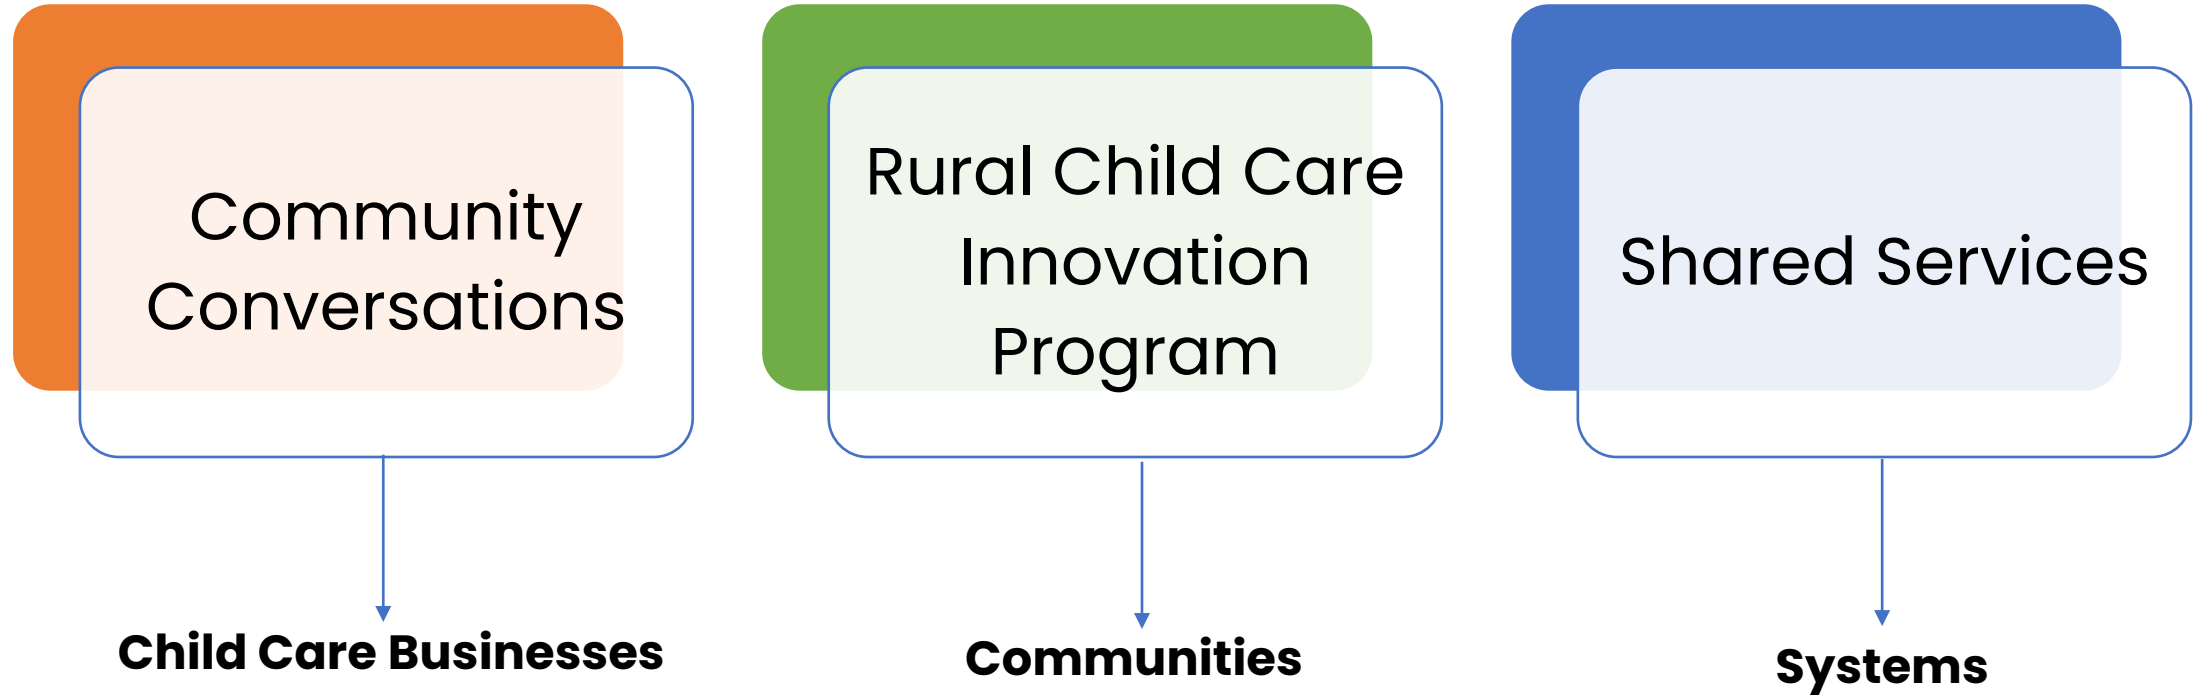 Community
Conversations
Rural Child Care
Innovation
Program
Shared Services
Child Care Businesses
Communities
Systems